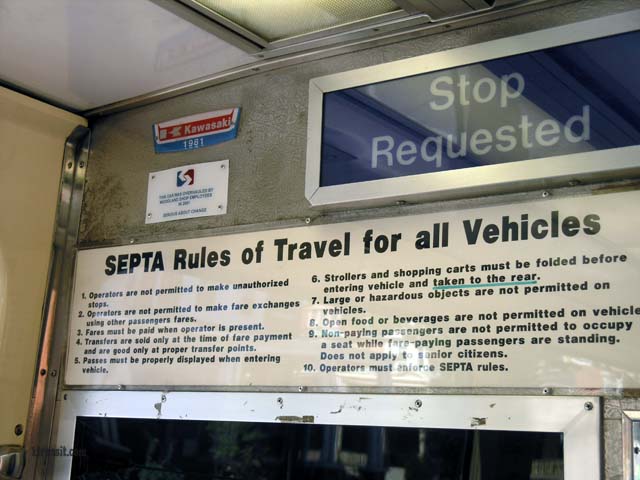 Stop
Requested
Kawasaki
1981
THIS CAR WAS OVERHAULED BY
WOODLAND SHOP EMPLOYEES
IN 2001
SERIOUS ABOUT CHANGE
SEPTA Rules of Travel for all Vehicles
1. Operators are not permitted to make unauthorized
stops.
2. Operators are not permitted to make fare exchanges
using other passengers fares.
3. Fares must be paid when operator is present.
4. Transfers are sold only at the time of fare payment
and are good only at proper transfer points.
5. Passes must be properly displayed when entering
vehicle.
6. Strollers and shopping carts must be folded before
entering vehicle and taken to the rear.
7. Large or hazardous objects are not permitted on
vehicles.
8. Open food or beverages are not permitted on vehicle
9. Non-paying passengers are not permitted to occupy
a seat while fare-paying passengers are standing.
Does not apply to senior citizens.
10. Operators must enforce SEPTA rules.